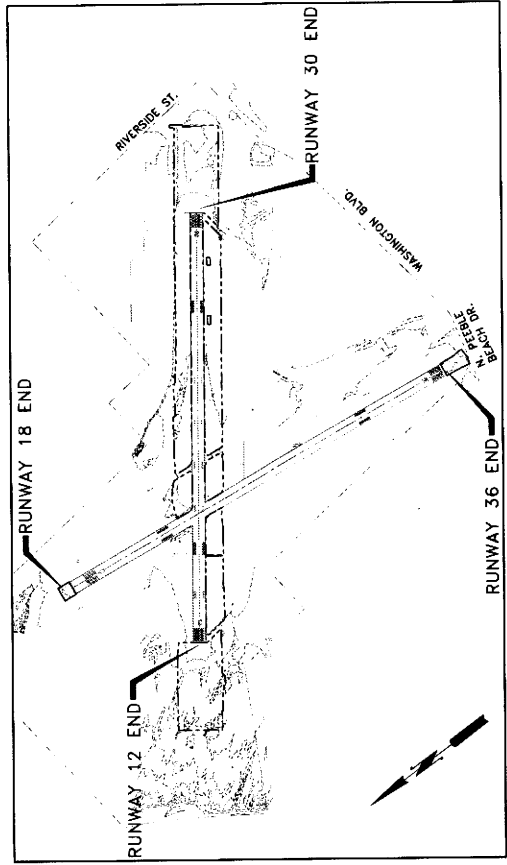 RUNWAY 18 END
RUNWAY 12 END
RIVERSIDE ST.
RUNWAY 30 END
WASHINGTON BLVD.
N. PEEBLE
BEACH DR.
RUNWAY 36 END